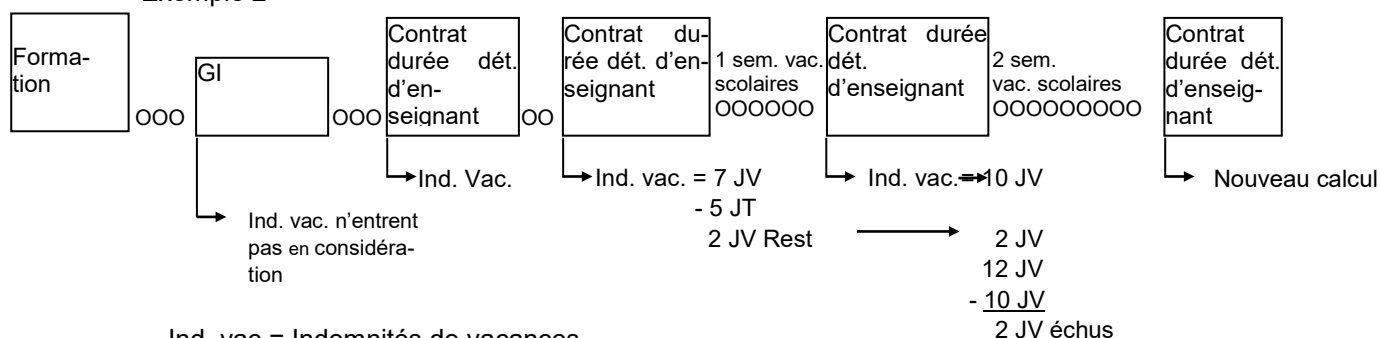 Exemple 2
Forma-
tion
OOO
GI
OOO
Contrat
durée dét.
d'en-
seignant
OO
Contrat du-
rée dét. d'en-
seignant
1 sem. vac.
scolaires
OOOOOO
Contrat durée
dét.
d'enseignant
2 sem.
vac. scolaires
OOOOOOOOO
Contrat
durée dét.
d'enseig-
nant
Ind. Vac.
Ind. vac. = 7 JV
- 5 JT
2 JV Rest
Ind. vac.= 10 JV
2 JV
12 JV
- 10 JV
2 JV échus
Nouveau calcul
Ind. vac. n'entrent
pas en considéra-
tion
Ind. vac = Indemnités de vacances